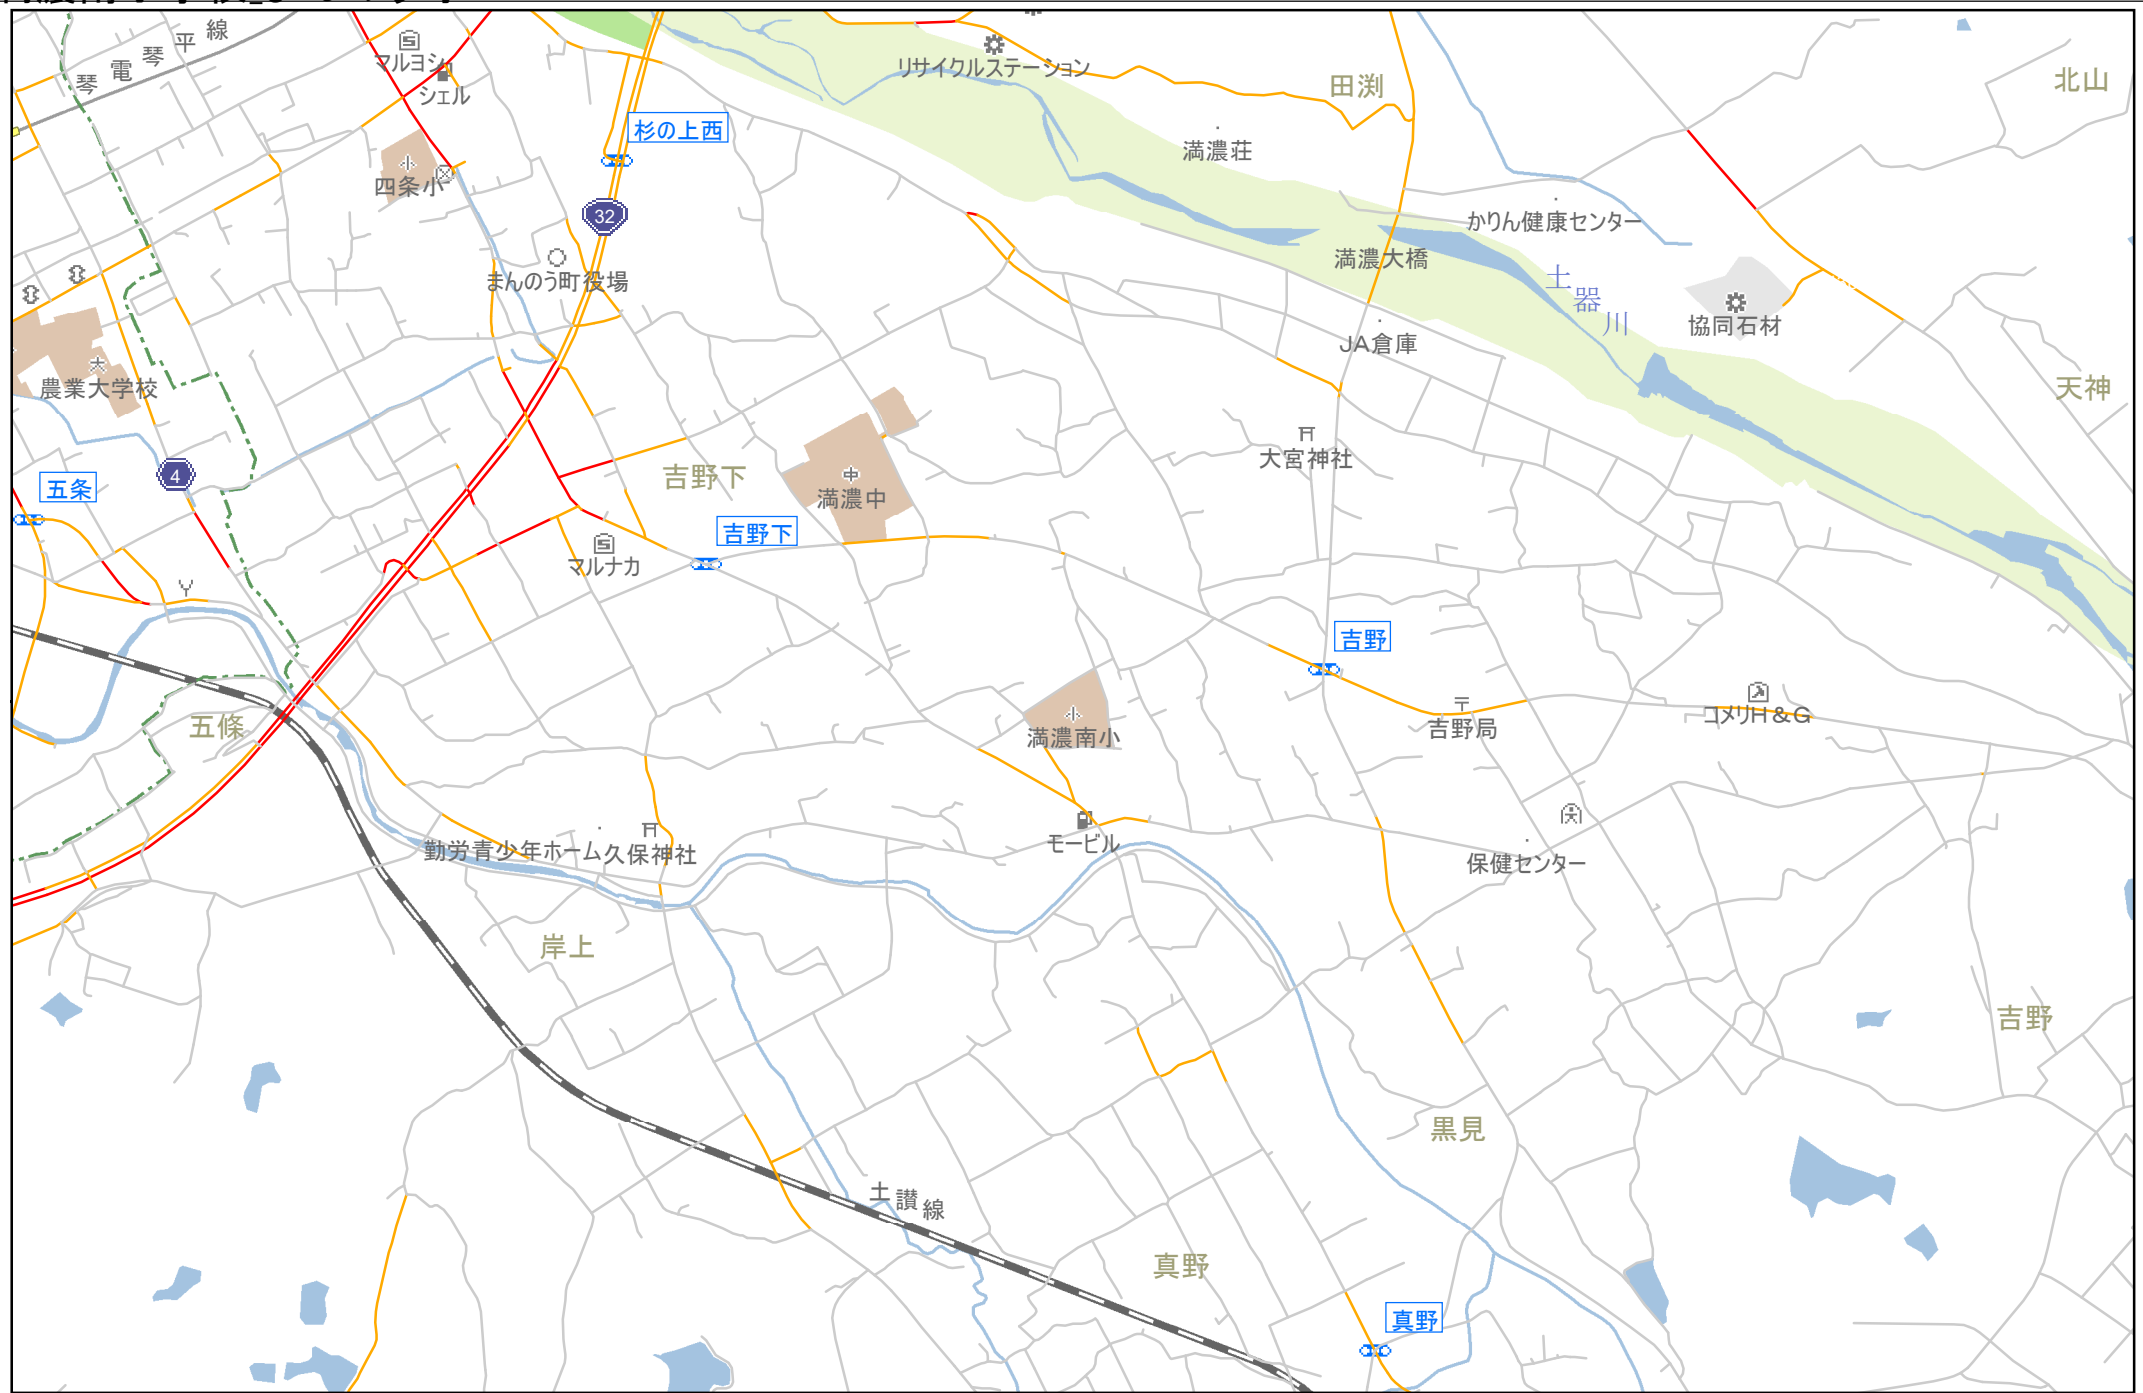 琴電琴平線
マルヨシ
シェル
リサイクルステーション
田渕
北山
杉の上西
満濃荘
四条小
32
かりん健康センター
満濃大橋
まんのう町役場
土器川
協同石材
JA倉庫
農業大学校
天神
大宮神社
4
五条
吉野下
満濃中
吉野下
マルナカ
吉野
五條
満濃南小
吉野局
コメリH&G
モービル
勤労青少年ホーム
久保神社
保健センター
岸上
吉野
黒見
土讃線
真野
真野